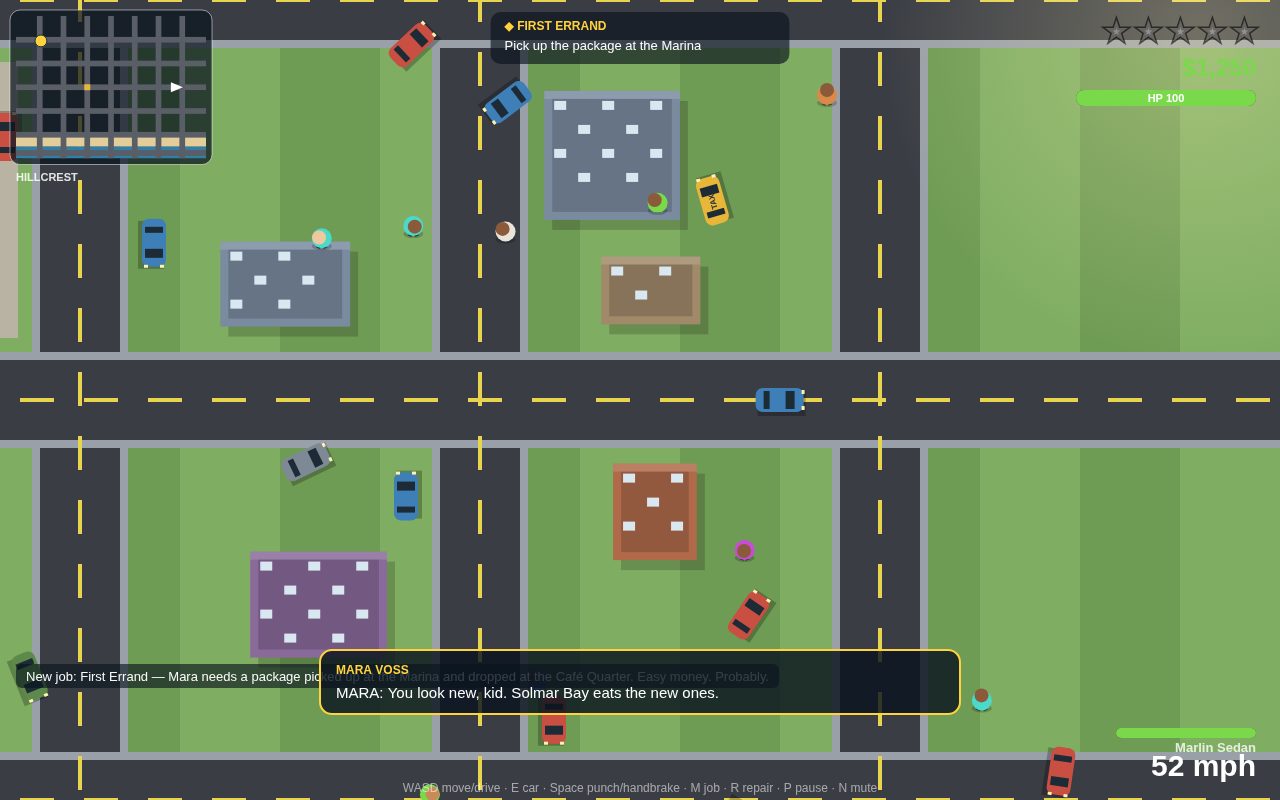 ◆ FIRST ERRAND
Pick up the package at the Marina
$1,250
HP 100
HILLCREST
TAXI
MARA VOSS
New job: First Errand — Mara needs a package picked up at the Marina and dropped at the Café Quarter. Easy money. Probably.
MARA: You look new, kid. Solmar Bay eats the new ones.
Marlin Sedan
52 mph
WASD move/drive · E car · Space punch/handbrake · M job · R repair · P pause · N mute